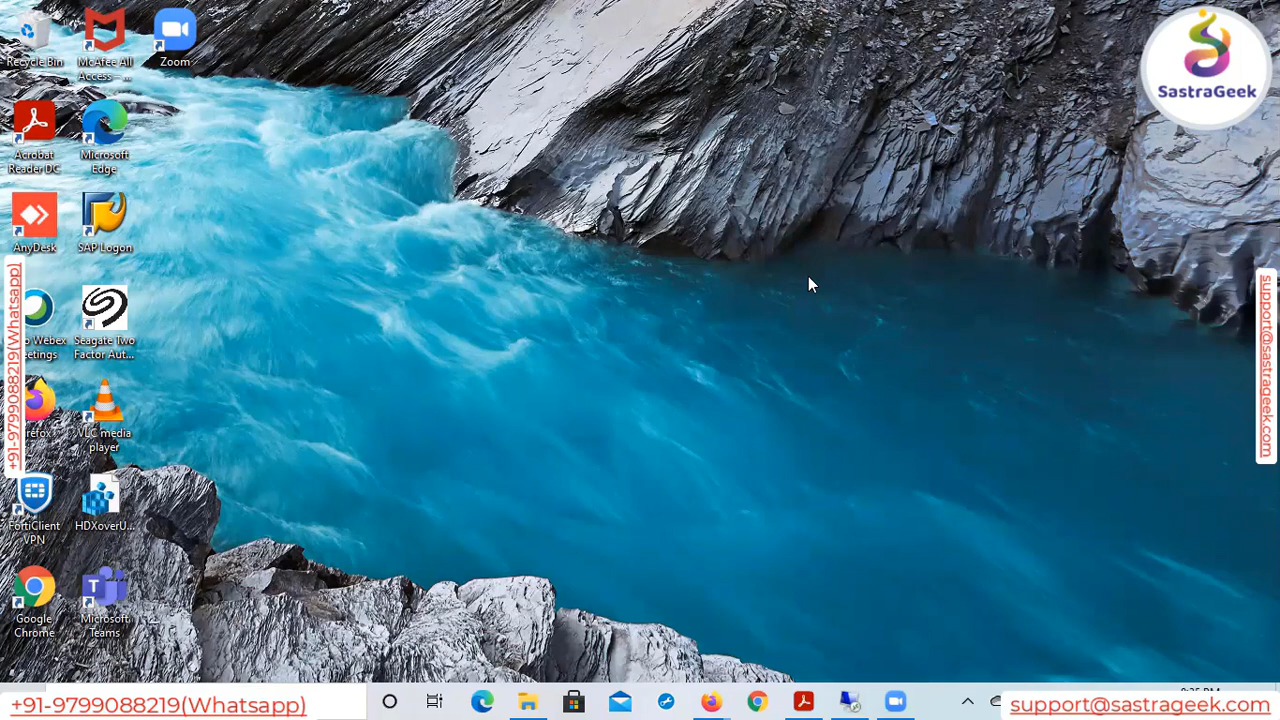 Recycle Bin
McAfee All
Access – ...
Zoom
SastraGeek
Acrobat
Reader DC
Microsoft
Edge
AnyDesk
SAP Logon
+91-9799088219(Whatsapp)
support@sastrageek.com
Webex
etings
Seagate Two
Factor Aut...
refox
VLC media
player
FortiClient
VPN
HDXoverU...
Google
Chrome
Microsoft
Teams
+91-9799088219(Whatsapp)
support@sastrageek.com